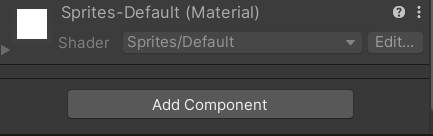 Sprites-Default (Material)
Shader Sprites/Default Edit...
Add Component